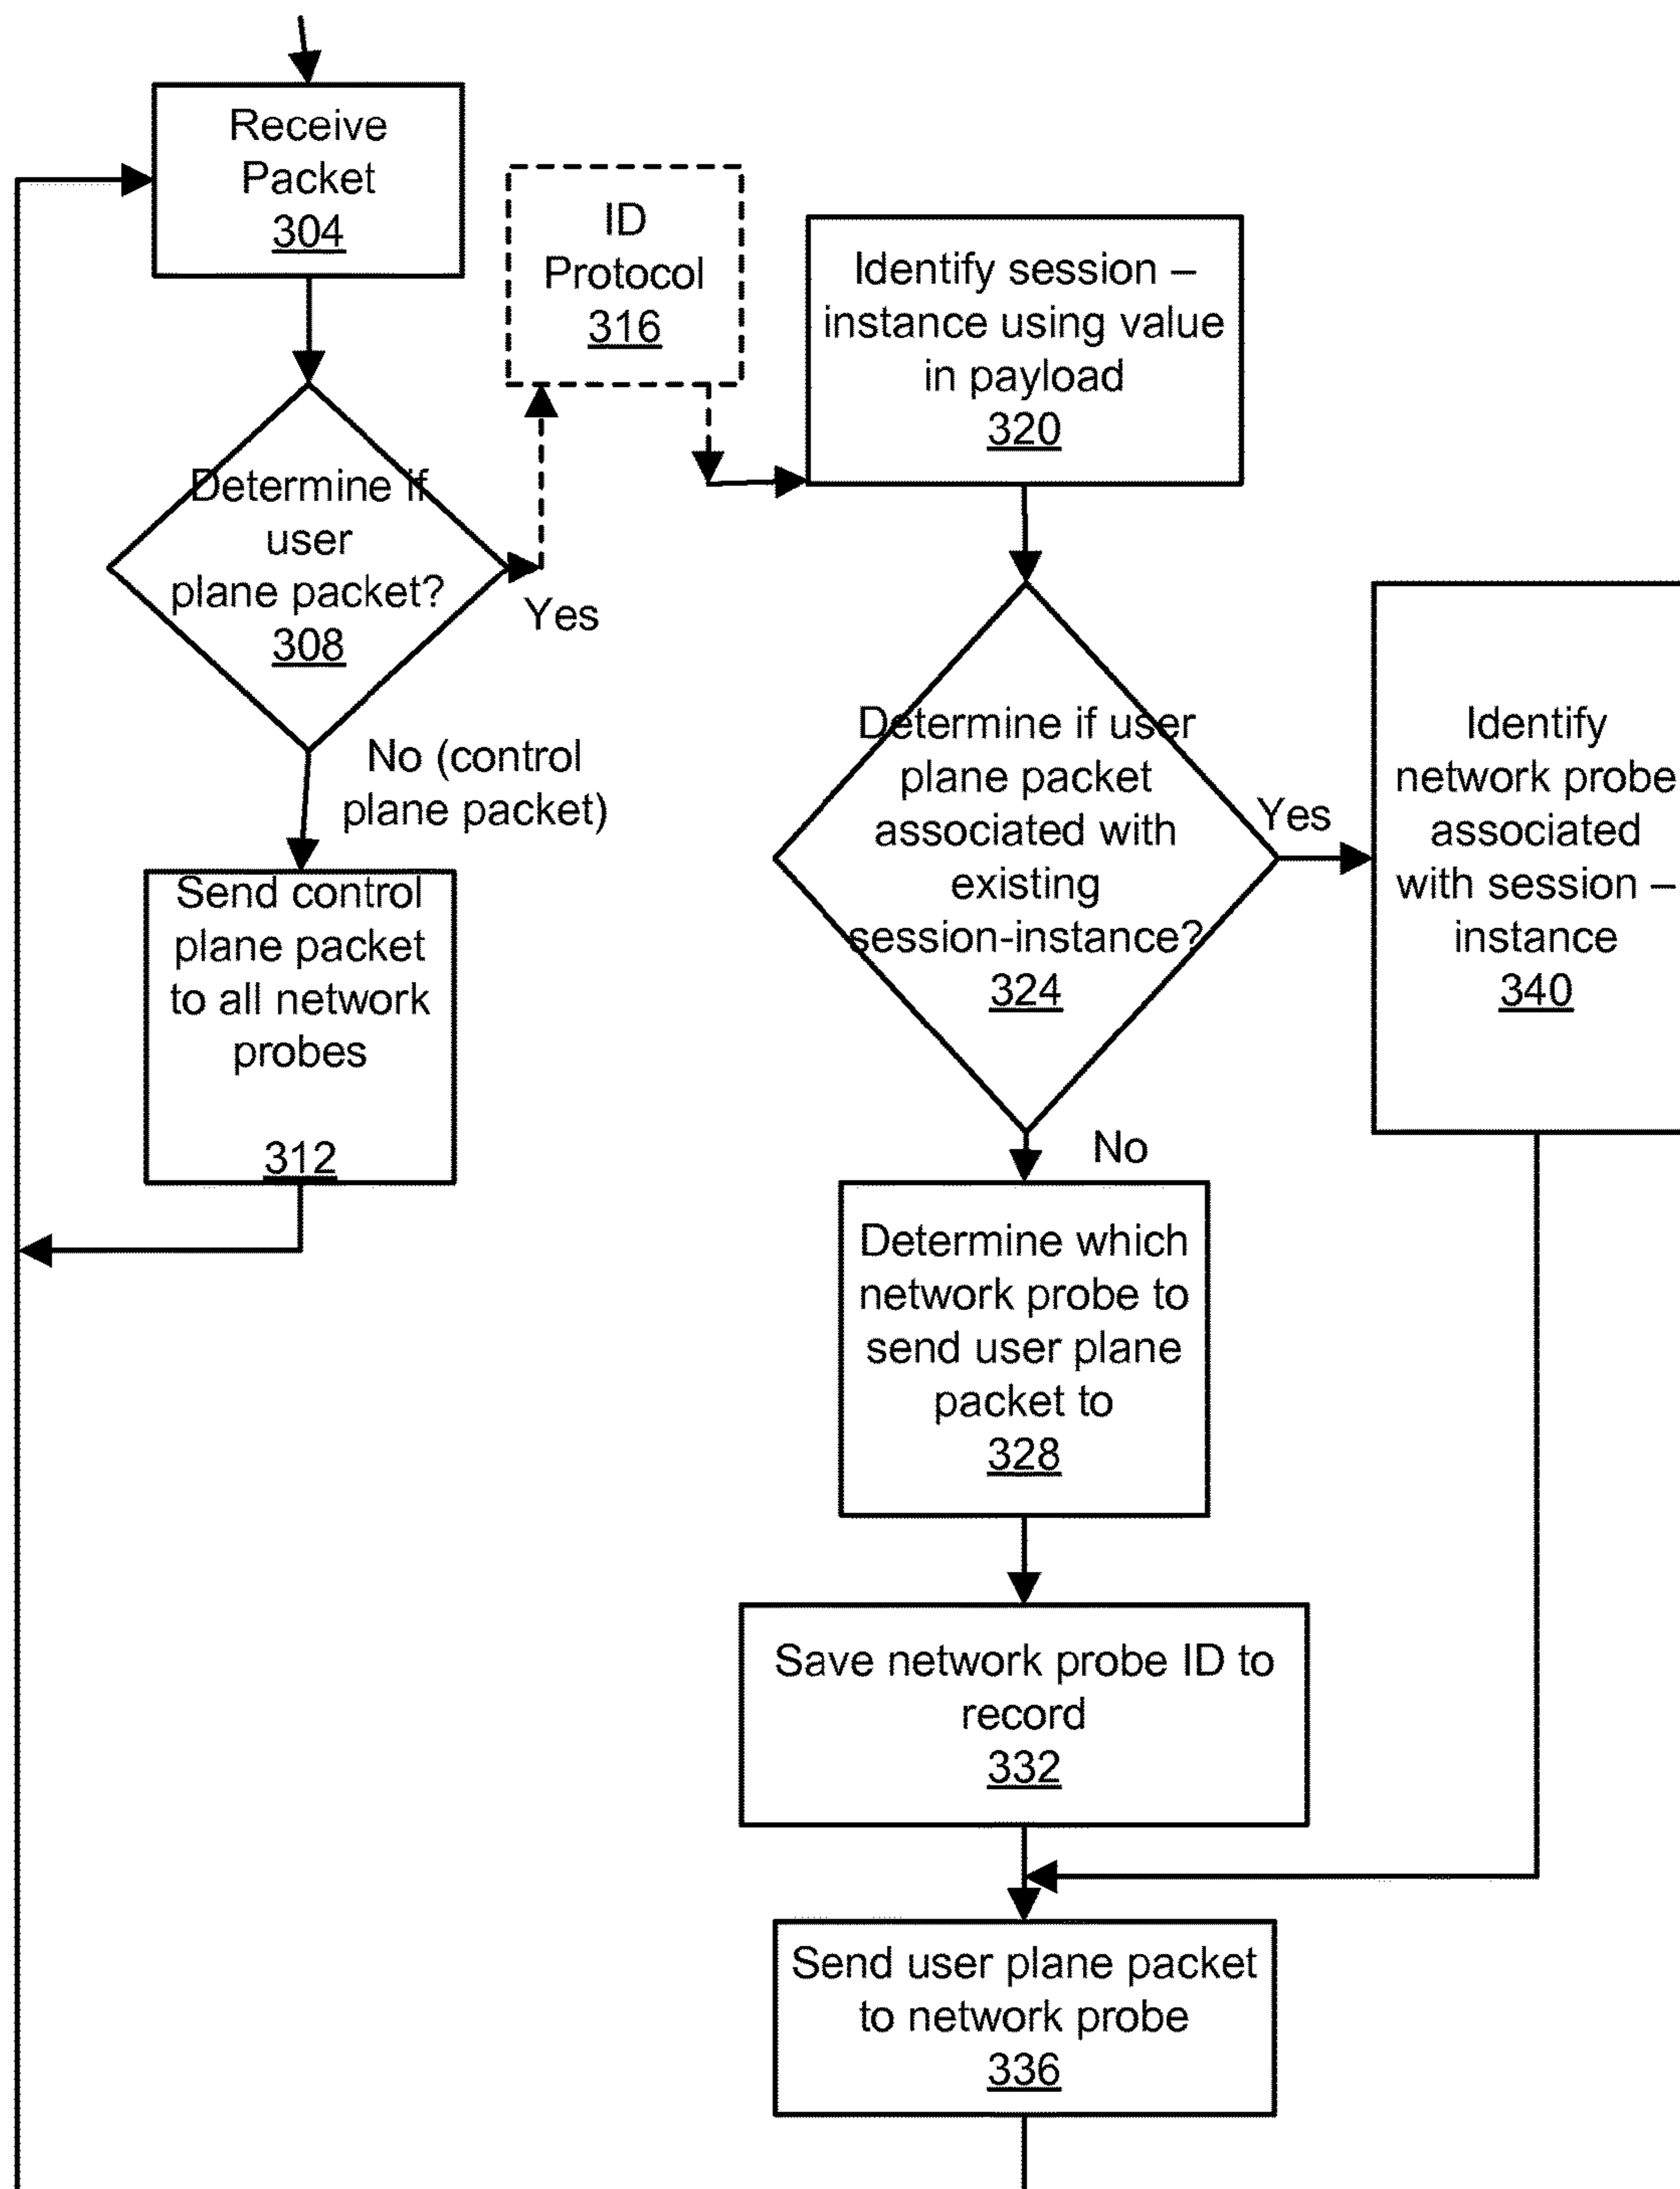 Receive
Packet
304
Determine if
user
plane packet?
308
Yes
No (control
plane packet)
Send control
plane packet
to all network
probes
312
ID
Protocol
316
Identify session –
instance using value
in payload
320
Determine if user
plane packet
associated with
existing
session-instance?
324
Yes
No
Identify
network probe
associated
with session –
instance
340
Determine which
network probe to
send user plane
packet to
328
Save network probe ID to
record
332
Send user plane packet
to network probe
336